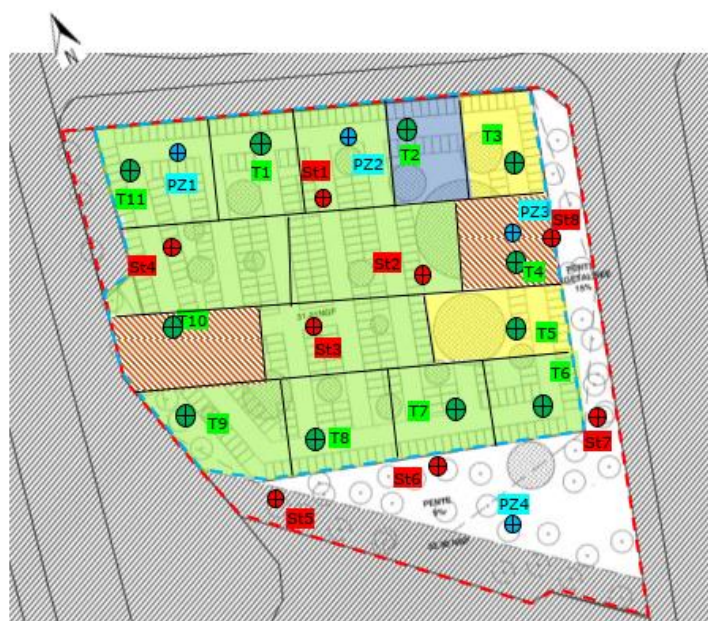 N
T3
T2
St1
PZ2
T1
PZ1
T11
PZ3
St8
St4
St2
T4
PENTE
15%
T10
St3
T5
T6
T7
T9
T8
St7
St6
PENTE
PZ4
St5